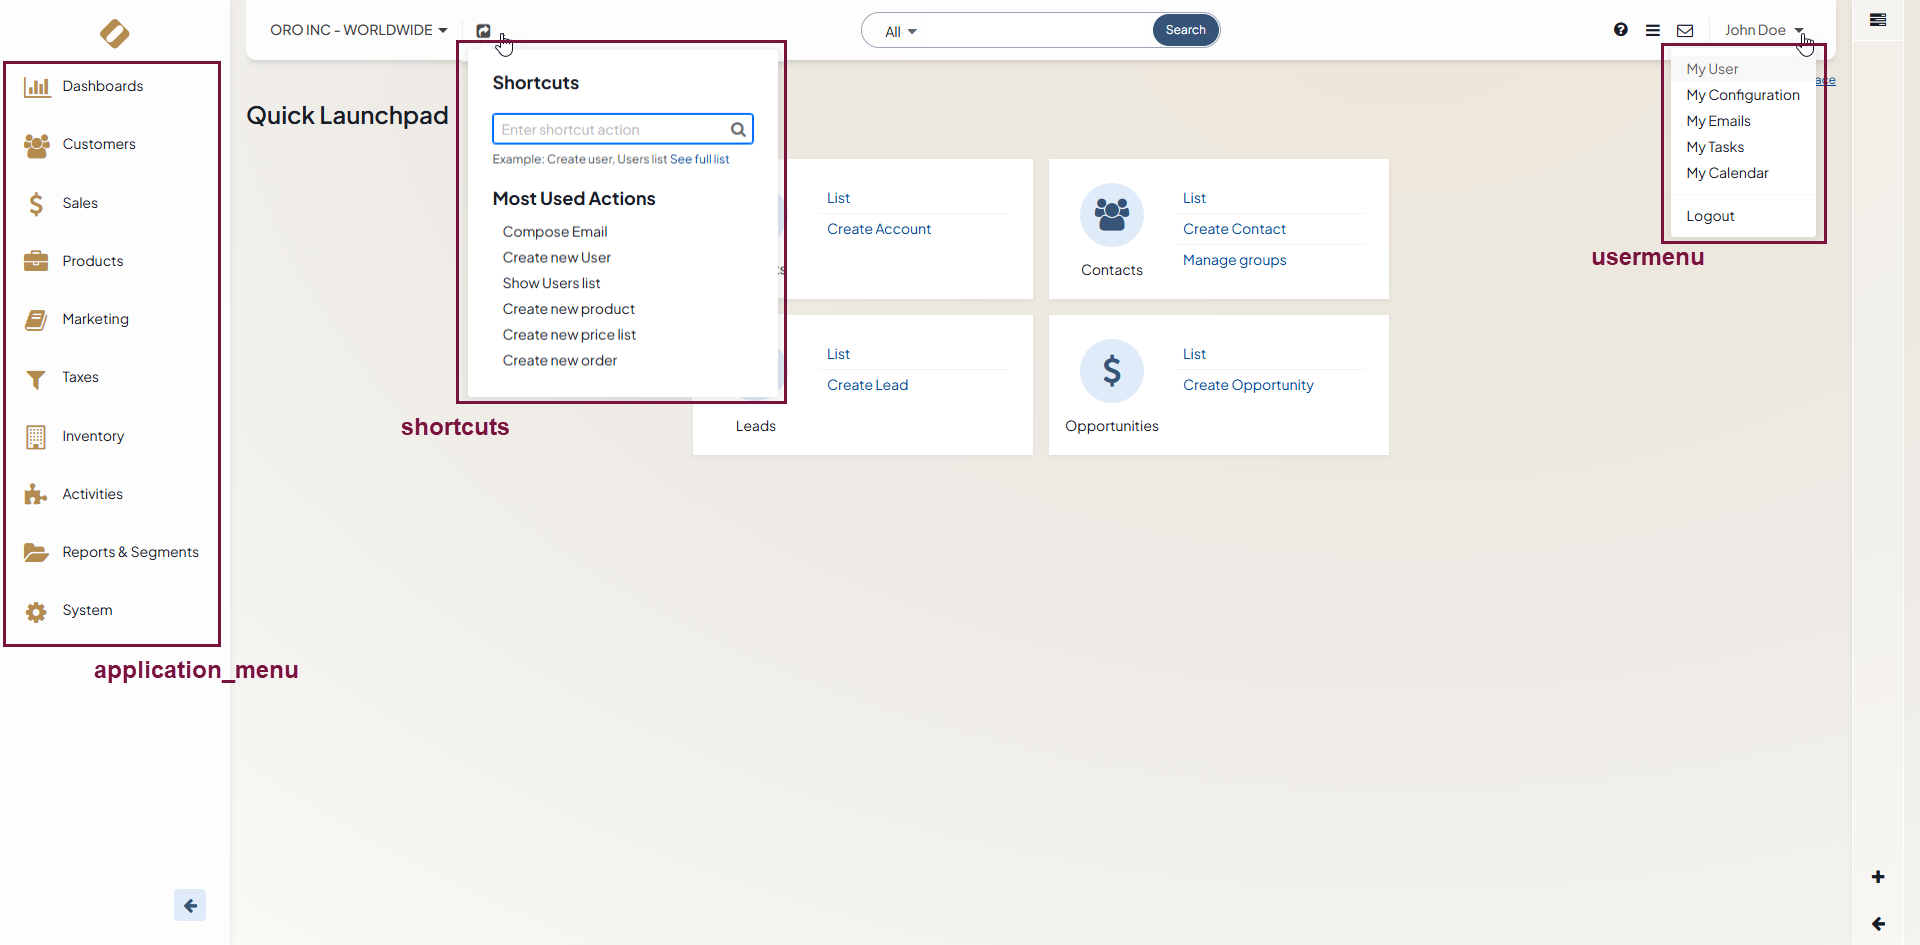 ORO INC - WORLDWIDE
All
Search
John Doe
Dashboards
Customers
Sales
Products
Marketing
Taxes
Inventory
Activities
Reports & Segments
System
application_menu
Quick Launchpad
Shortcuts
Enter shortcut action
Example: Create user, Users list See full list
Most Used Actions
Compose Email
Create new User
Show Users list
Create new product
Create new price list
Create new order
shortcuts
List
Create Account
List
Create Contact
Manage groups
Contacts
List
Create Lead
Leads
List
Create Opportunity
Opportunities
My User
My Configuration
My Emails
My Tasks
My Calendar
Logout
usermenu